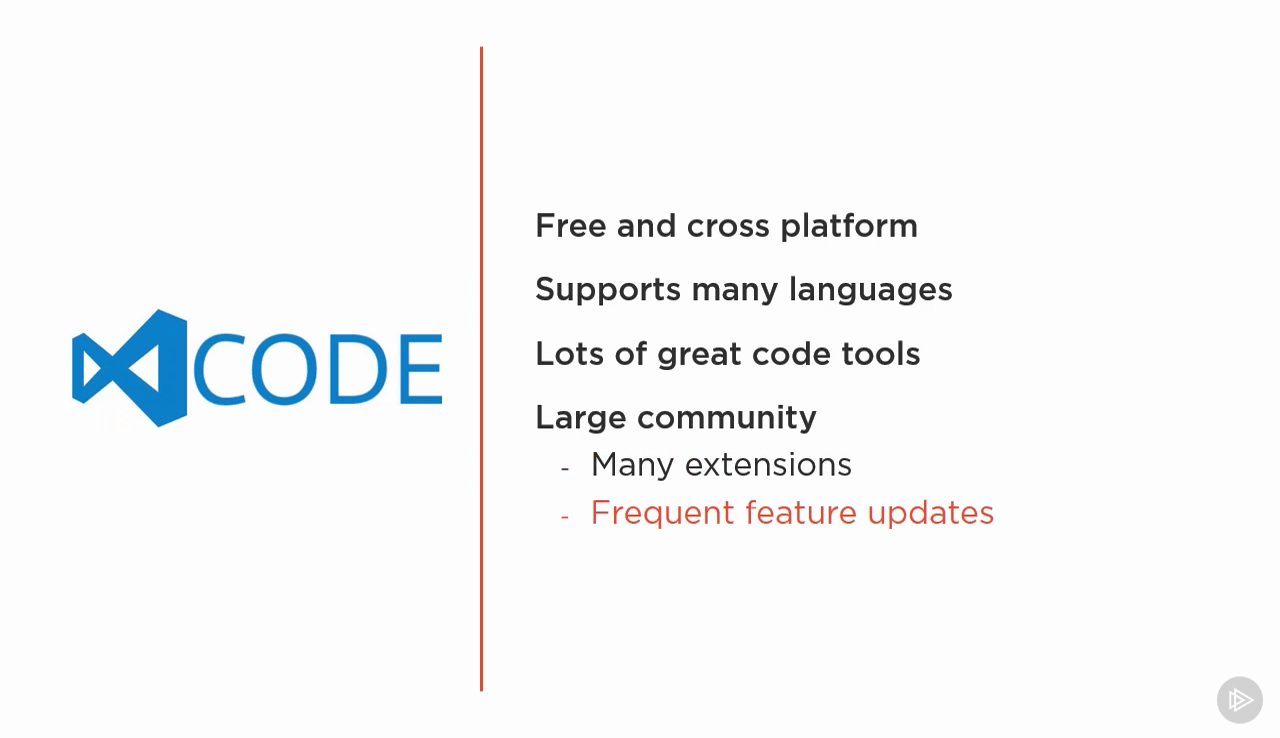 CODE
Free and cross platform
Supports many languages
Lots of great code tools
Large community
- Many extensions
- Frequent feature updates